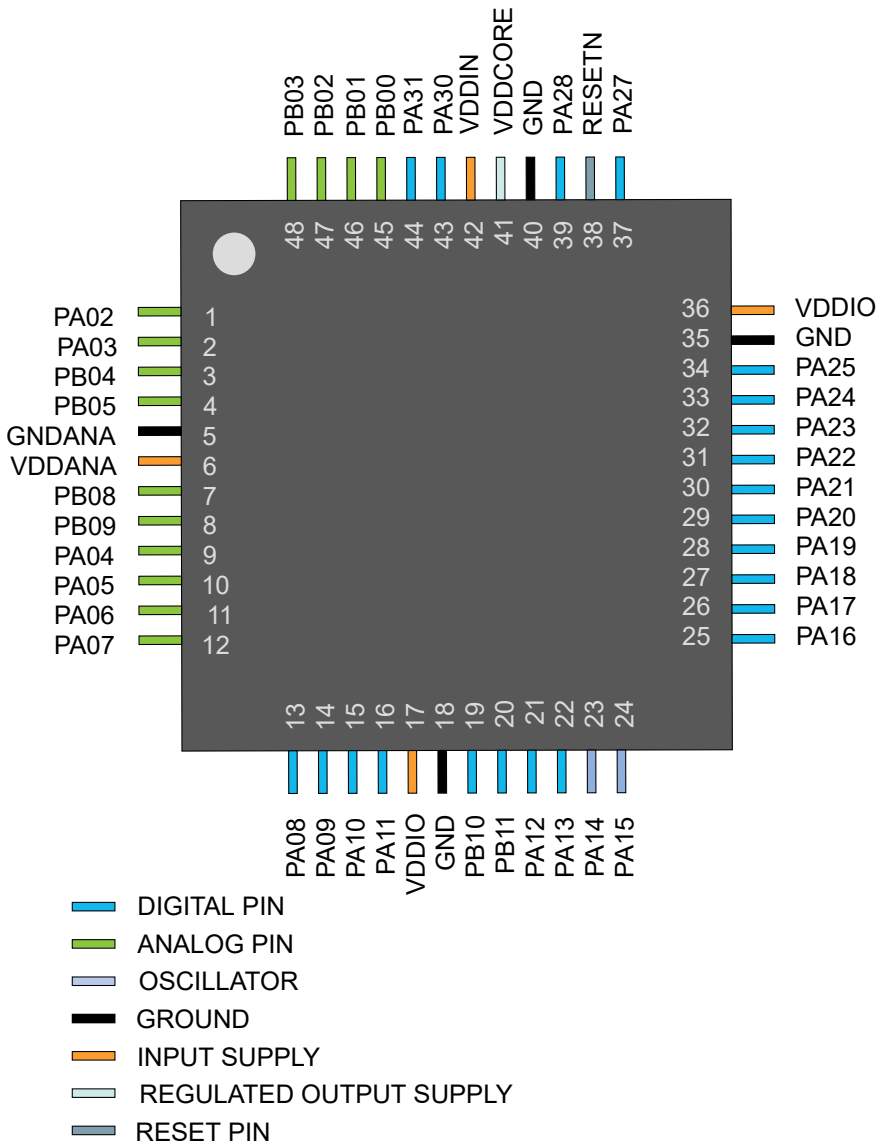 PB03
PB02
PB01
PB00
PA31
PA30
VDDIN
VDDCORE
GND
PA28
RESETN
PA27
48
47
46
45
44
43
42
41
40
39
38
37
PA02 1
PA03 2
PB04 3
PB05 4
GNDANA 5
VDDANA 6
PB08 7
PB09 8
PA04 9
PA05 10
PA06 11
PA07 12
36 VDDIO
35 GND
34 PA25
33 PA24
32 PA23
31 PA22
30 PA21
29 PA20
28 PA19
27 PA18
26 PA17
25 PA16
13
14
15
16
17
18
19
20
21
22
23
24
PA08
PA09
PA10
PA11
VDDIO
GND
PB10
PB11
PA12
PA13
PA14
PA15
DIGITAL PIN
ANALOG PIN
OSCILLATOR
GROUND
INPUT SUPPLY
REGULATED OUTPUT SUPPLY
RESET PIN